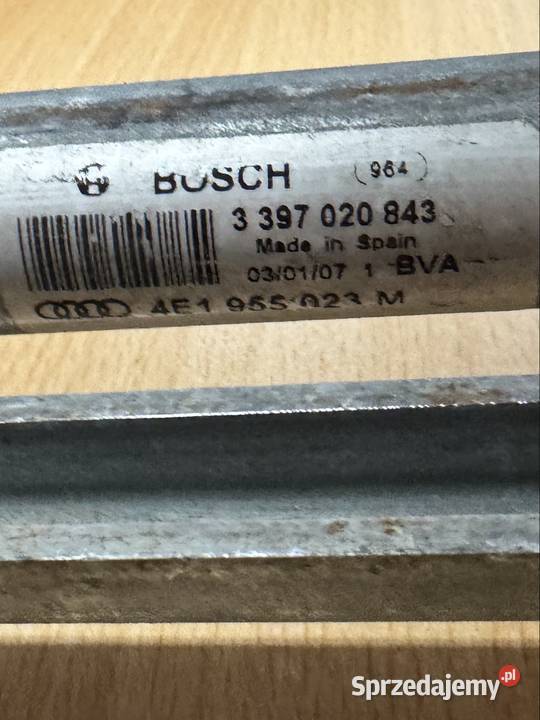 BOSCH (964)
3 397 020 843
Made in Spain
03/01/07 1 BVA
4E1 955 023 M
Sprzedajemy.pl